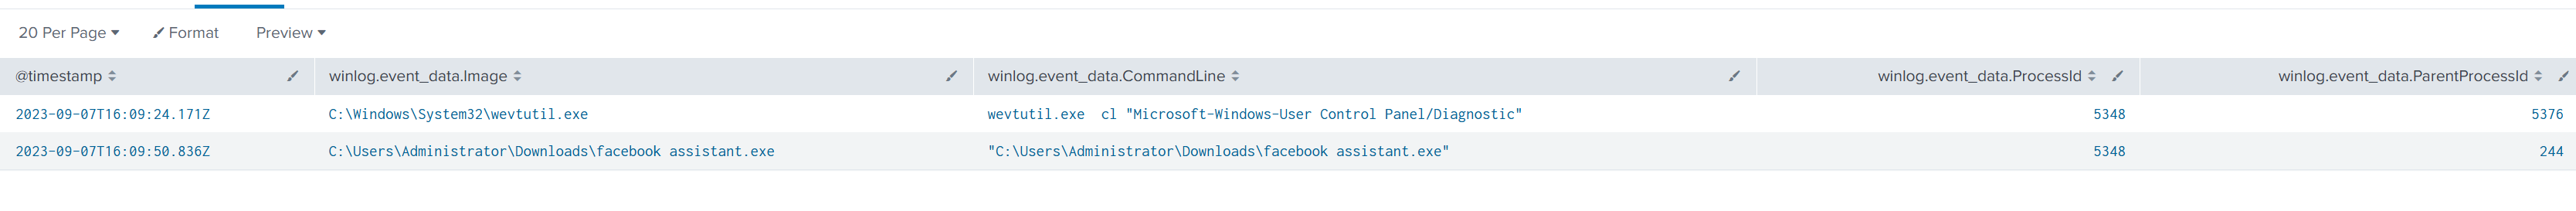 20 Per Page Format Preview
@timestamp winlog.event_data.Image winlog.event_data.CommandLine winlog.event_data.ProcessId winlog.event_data.ParentProcessId
2023-09-07T16:09:24.171Z C:\Windows\System32\wevtutil.exe wevtutil.exe  cl "Microsoft-Windows-User Control Panel/Diagnostic" 5348 5376
2023-09-07T16:09:50.836Z C:\Users\Administrator\Downloads\facebook assistant.exe "C:\Users\Administrator\Downloads\facebook assistant.exe" 5348 244